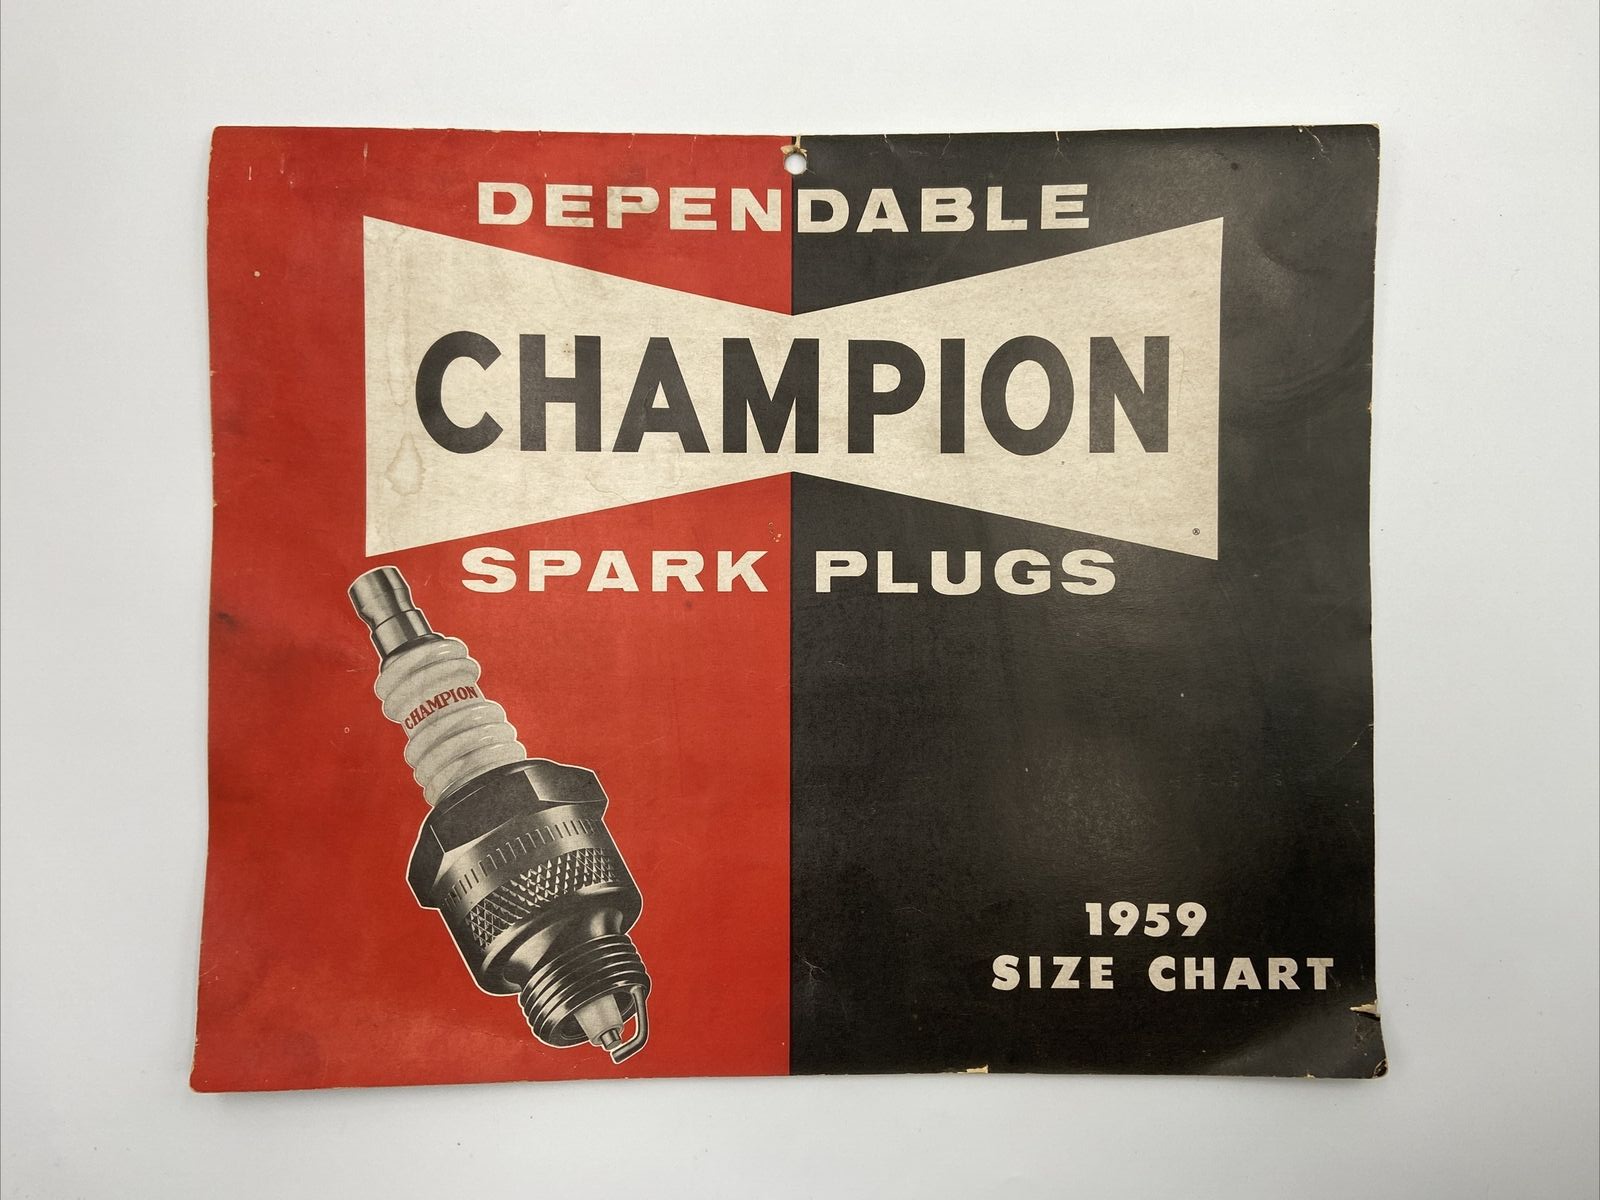 DEPENDABLE
CHAMPION
®
SPARK PLUGS
CHAMPION
1959
SIZE CHART